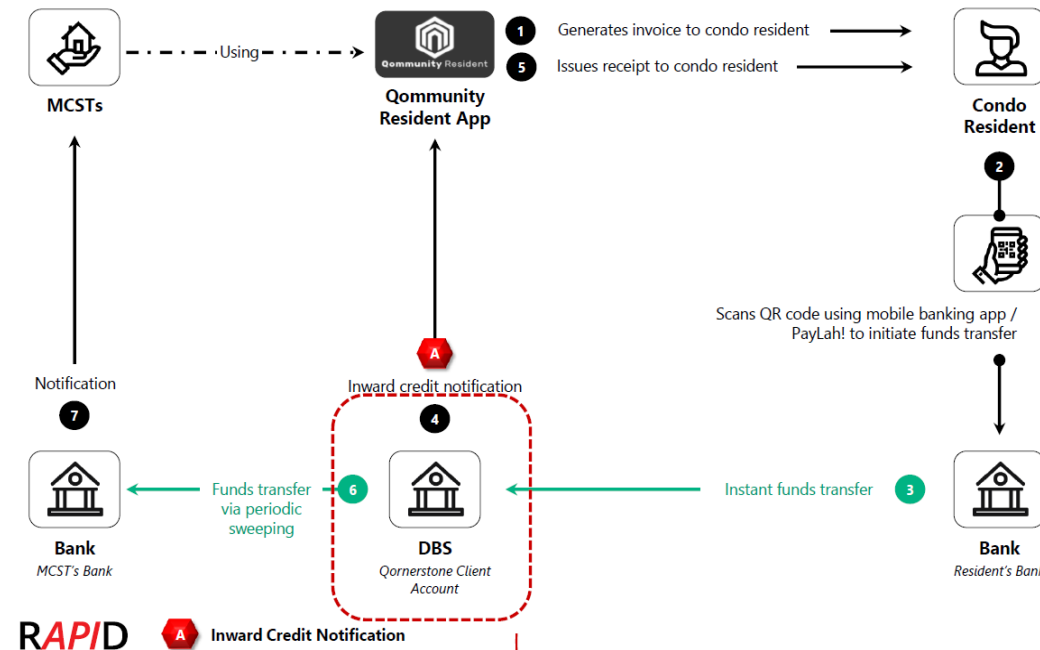 Using
Qommunity Resident
1
Generates invoice to condo resident
5
Issues receipt to condo resident
MCSTs
Qommunity
Resident App
Condo
Resident
2
Scans QR code using mobile banking app /
PayLah! to initiate funds transfer
A
Notification
Inward credit notification
7
4
Funds transfer
via periodic
sweeping
6
Instant funds transfer
3
Bank
MCST's Bank
DBS
Qornerstone Client
Account
Bank
Resident's Bank
RAPID
A
Inward Credit Notification